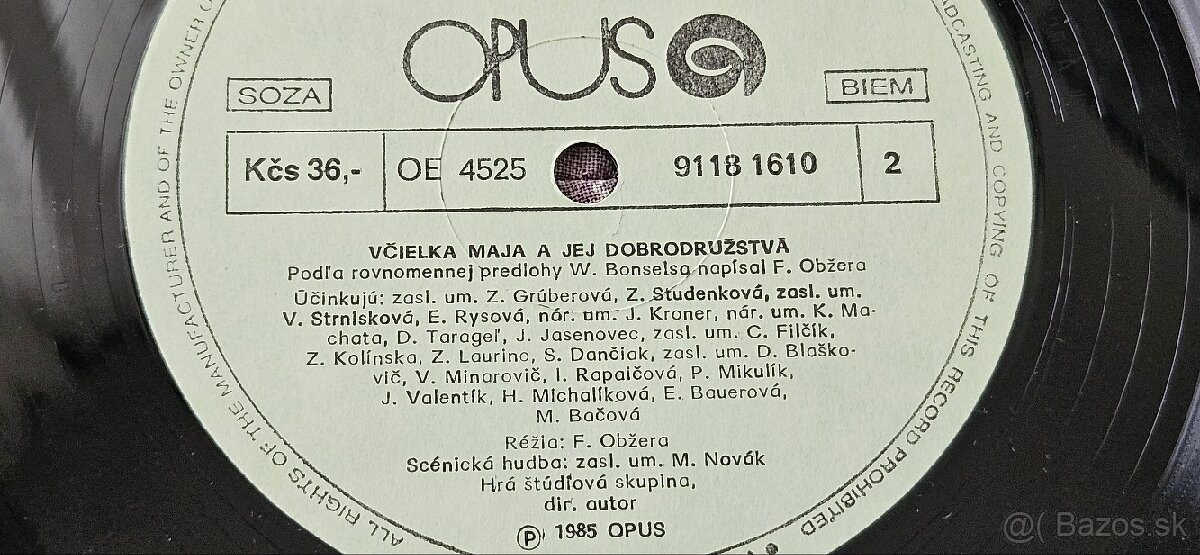 OPUS
SOZA
BIEM
Kčs 36,-
OE 4525
9118 1610
2
VČIELKA MAJA A JEJ DOBRODRUŽSTVÁ
Podľa rovnomennej predlohy W. Bonselsa napísal F. Obžera
Účinkujú: zasl. um. Z. Grúberová, Z. Studenková, zasl. um.
V. Strnisková, E. Rysová, nár. um. J. Kroner, nár. um. K. Ma-
chata, D. Tarageľ, J. Jasenovec, zasl. um. C. Filčík,
Z. Kolínska, Z. Laurinc, S. Dančiak, zasl. um. D. Blaško-
vič, V. Minarovič, I. Rapaičová, P. Mikulík,
J. Valentík, H. Michalíková, E. Bauerová,
M. Bačová
Réžia: F. Obžera
Scénická hudba: zasl. um. M. Novák
Hrá štúdiová skupina,
dir. autor
Ⓟ 1985 OPUS
ALL RIGHTS OF THE MANUFACTURER AND OF THE OWNER
AND COPYING OF THIS RECORD PROHIBITED
@( Bazos.sk